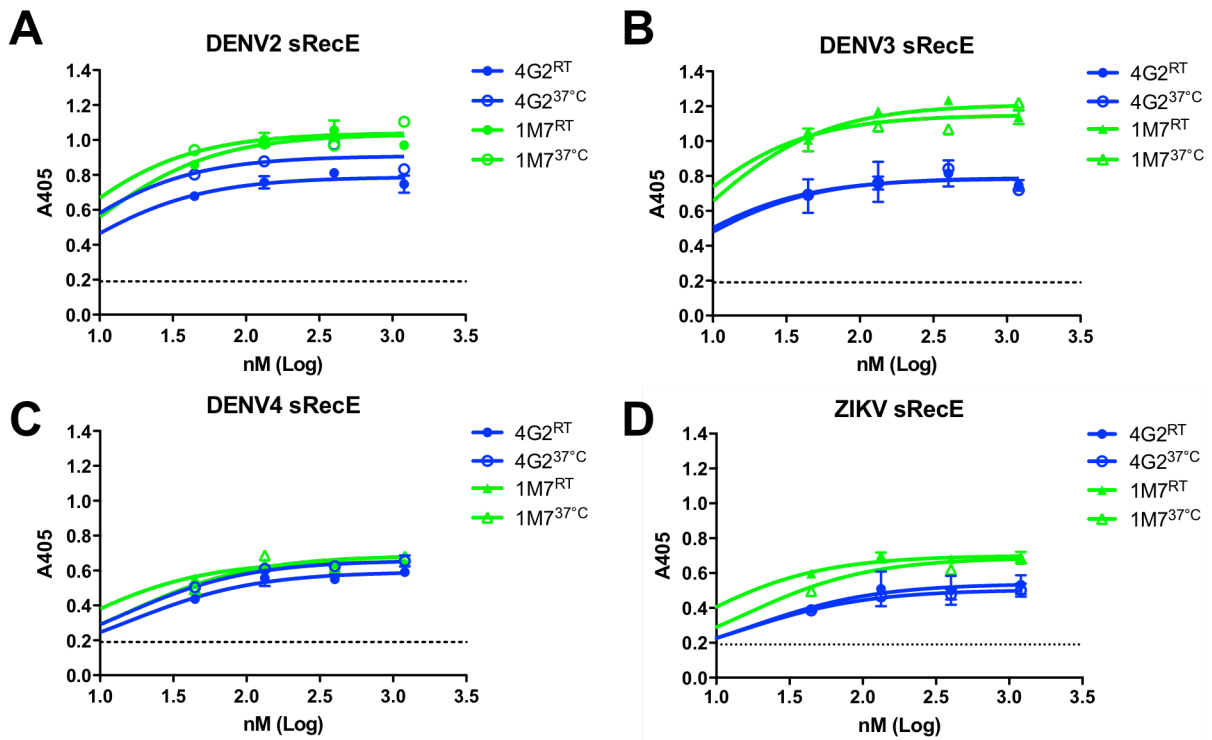 A
DENV2 sRecE
A405
1.4
1.2
1.0
0.8
0.6
0.4
0.2
0.0
1.0 1.5 2.0 2.5 3.0 3.5
nM (Log)
4G2RT
4G237°C
1M7RT
1M737°C
B
DENV3 sRecE
A405
1.4
1.2
1.0
0.8
0.6
0.4
0.2
0.0
1.0 1.5 2.0 2.5 3.0 3.5
nM (Log)
4G2RT
4G237°C
1M7RT
1M737°C
C
DENV4 sRecE
A405
1.4
1.2
1.0
0.8
0.6
0.4
0.2
0.0
1.0 1.5 2.0 2.5 3.0 3.5
nM (Log)
4G2RT
4G237°C
1M7RT
1M737°C
D
ZIKV sRecE
A405
1.4
1.2
1.0
0.8
0.6
0.4
0.2
0.0
1.0 1.5 2.0 2.5 3.0 3.5
nM (Log)
4G2RT
4G237°C
1M7RT
1M737°C